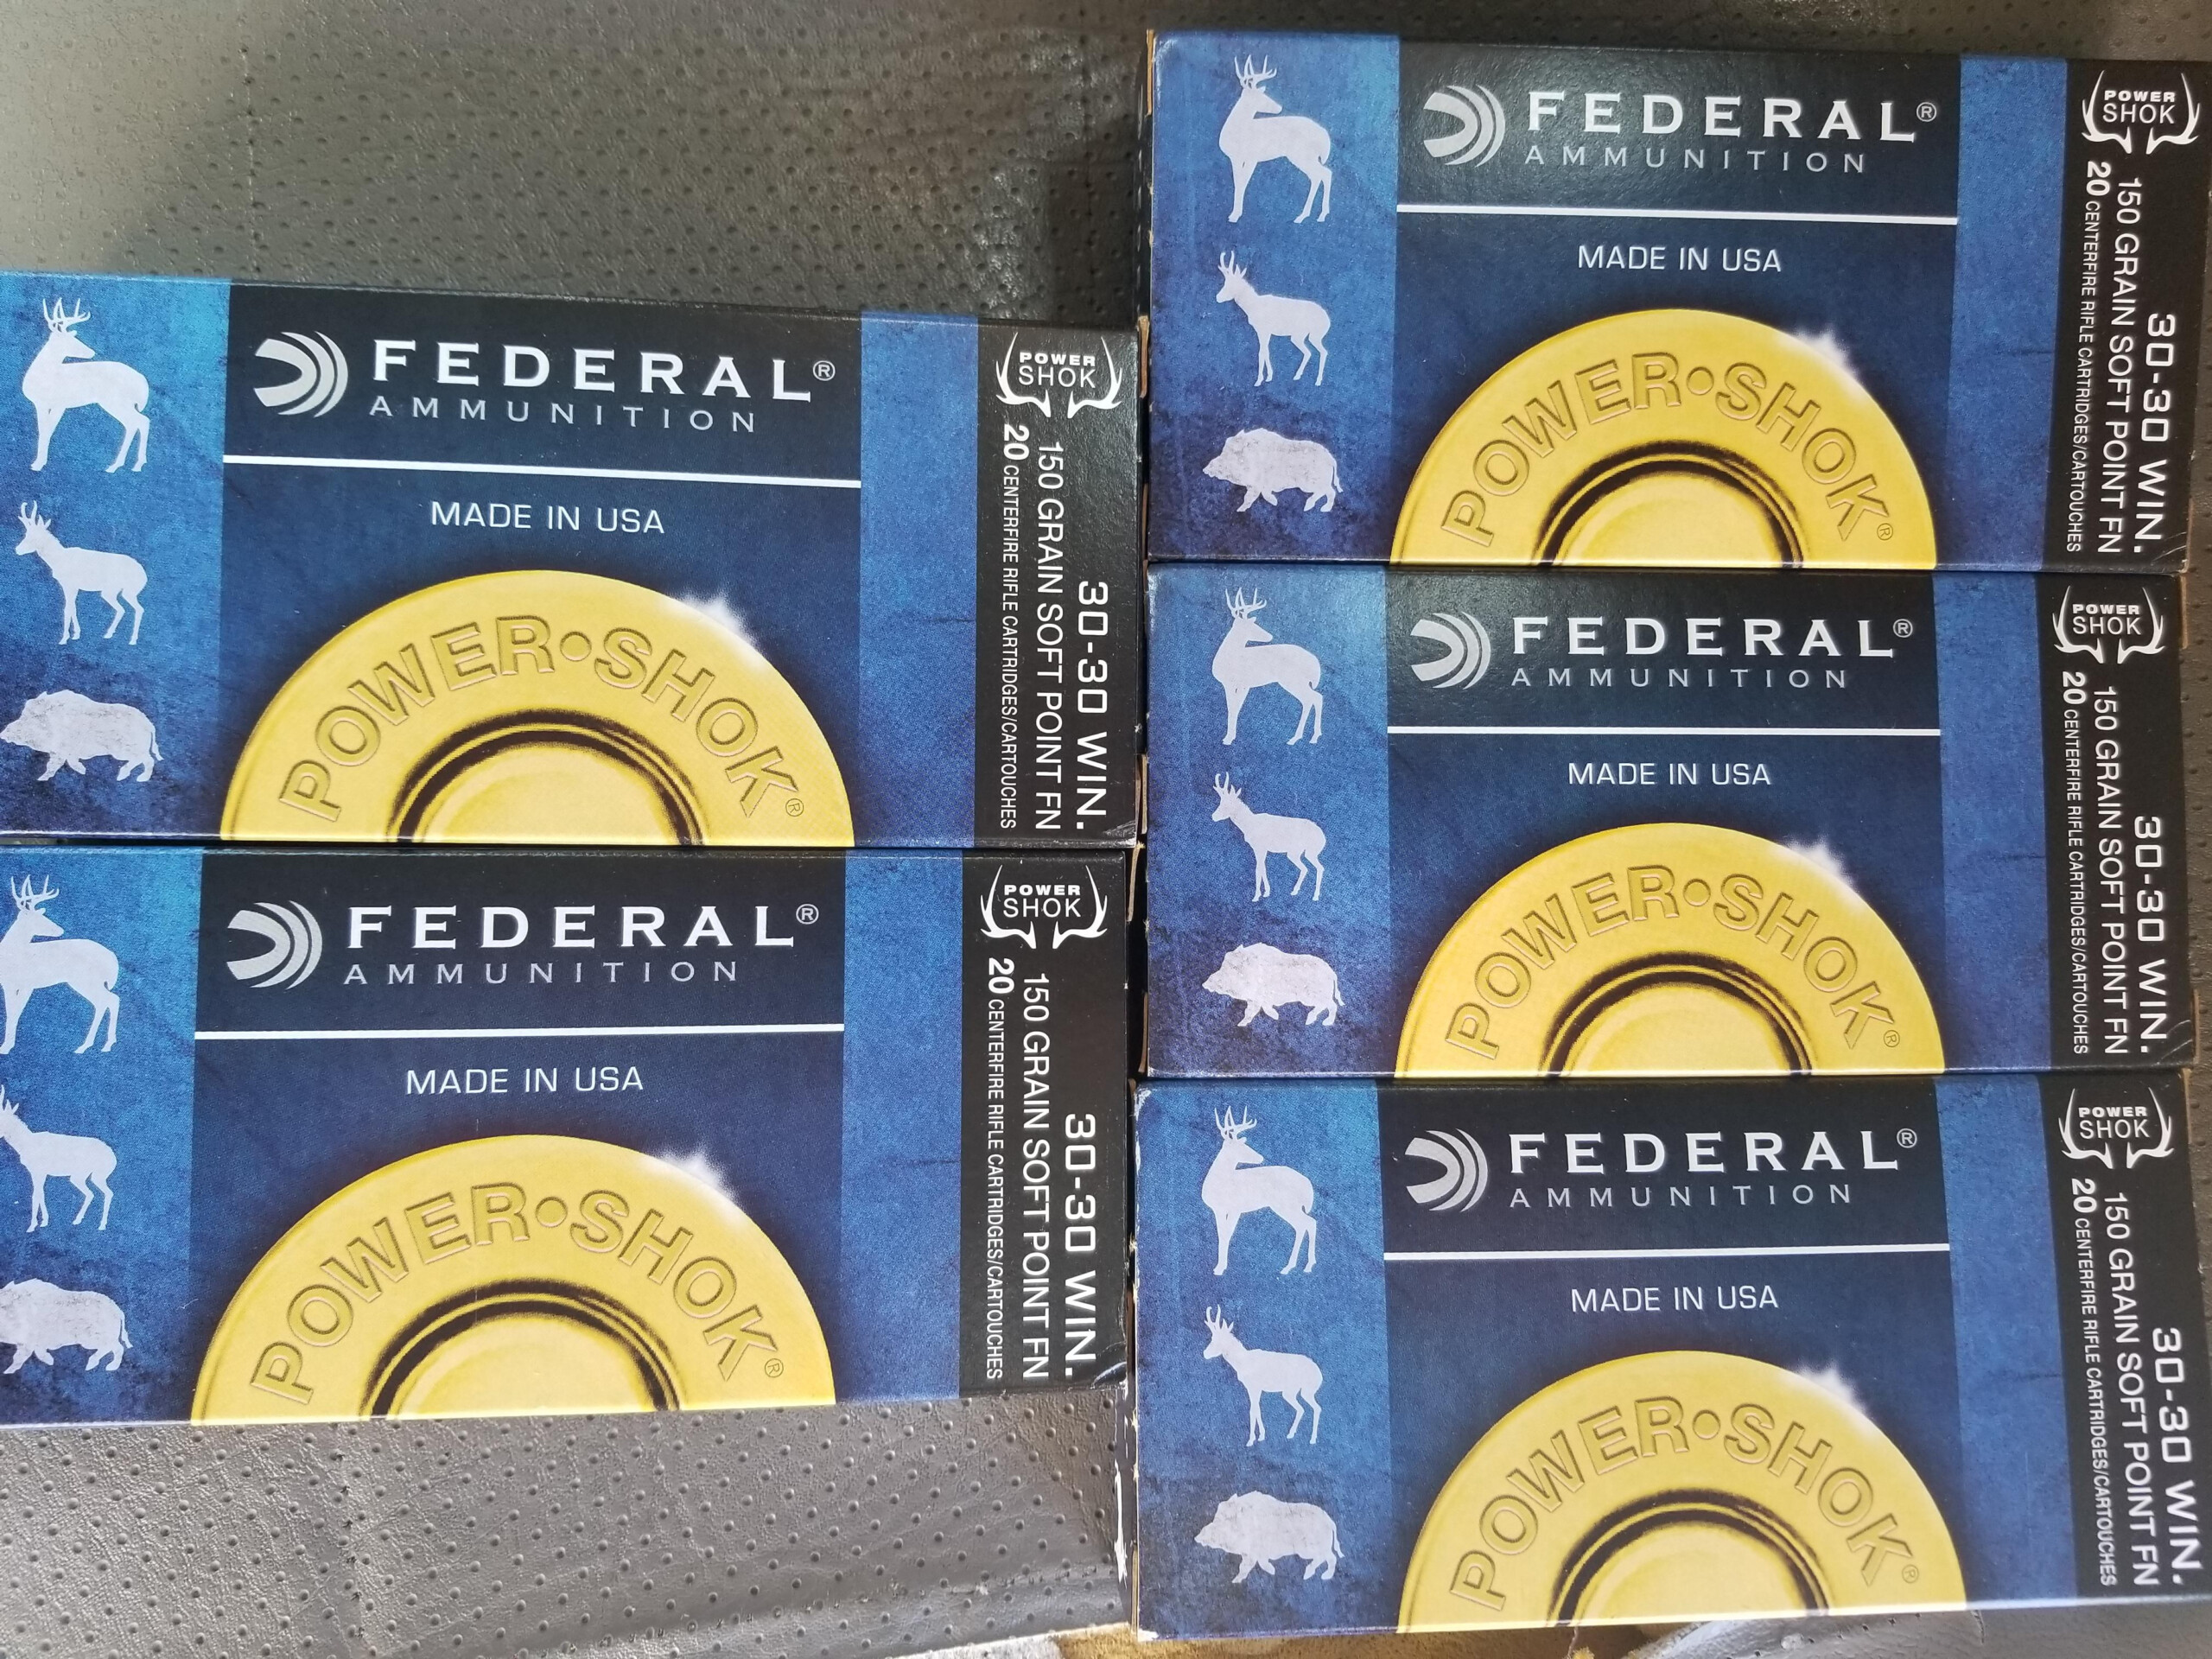 FEDERAL®
AMMUNITION
MADE IN USA
POWER•SHOK®
POWER
SHOK
30-30 WIN.
150 GRAIN SOFT POINT FN
20 CENTERFIRE RIFLE CARTRIDGES/CARTOUCHES
FEDERAL®
AMMUNITION
MADE IN USA
POWER•SHOK®
POWER
SHOK
30-30 WIN.
150 GRAIN SOFT POINT FN
20 CENTERFIRE RIFLE CARTRIDGES/CARTOUCHES
FEDERAL®
AMMUNITION
MADE IN USA
POWER•SHOK®
POWER
SHOK
30-30 WIN.
150 GRAIN SOFT POINT FN
20 CENTERFIRE RIFLE CARTRIDGES/CARTOUCHES
FEDERAL®
AMMUNITION
MADE IN USA
POWER•SHOK®
POWER
SHOK
30-30 WIN.
150 GRAIN SOFT POINT FN
20 CENTERFIRE RIFLE CARTRIDGES/CARTOUCHES
FEDERAL®
AMMUNITION
MADE IN USA
POWER•SHOK®
POWER
SHOK
30-30 WIN.
150 GRAIN SOFT POINT FN
20 CENTERFIRE RIFLE CARTRIDGES/CARTOUCHES